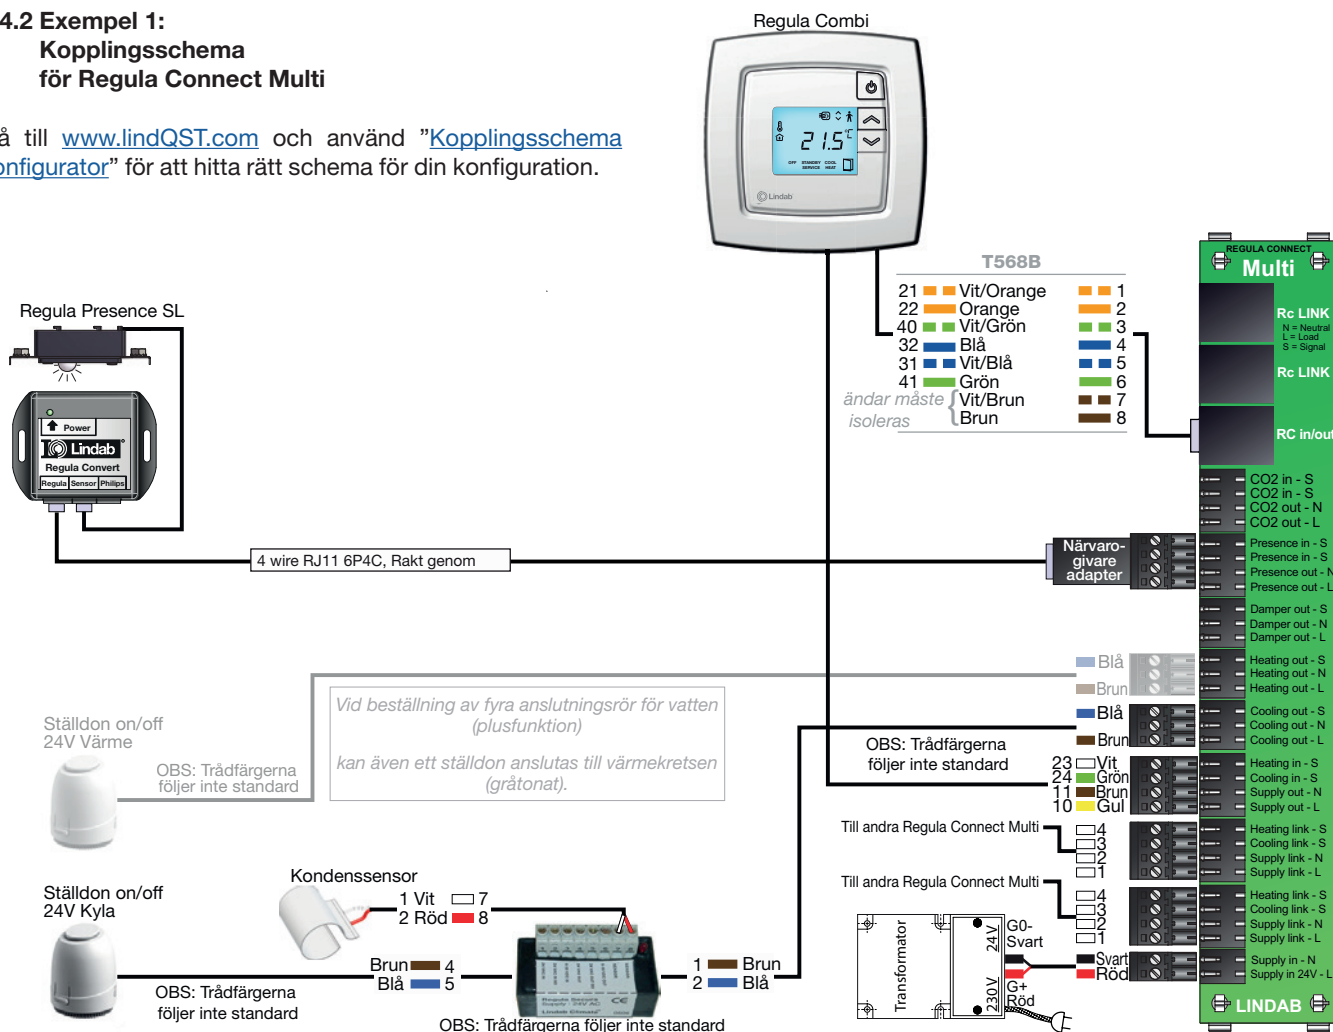 4.2 Exempel 1:
Kopplingsschema
för Regula Connect Multi
å till www.lindQST.com och använd ”Kopplingsschema
onfigurator” för att hitta rätt schema för din konfiguration.
Regula Combi
21.5 °C
OFF STANDBY COOL
SERVICE HEAT
Lindab
T568B
21 Vit/Orange 1
22 Orange 2
40 Vit/Grön 3
32 Blå 4
31 Vit/Blå 5
41 Grön 6
ändar måste isoleras
Vit/Brun 7
Brun 8
REGULA CONNECT
Multi
Rc LINK
N = Neutral
L = Load
S = Signal
Rc LINK
RC in/out
CO2 in - S
CO2 in - S
CO2 out - N
CO2 out - L
Presence in - S
Presence in - S
Presence out - N
Presence out - L
Damper out - S
Damper out - N
Damper out - L
Heating out - S
Heating out - N
Heating out - L
Cooling out - S
Cooling out - N
Cooling out - L
Heating in - S
Cooling in - S
Supply out - N
Supply out - L
Heating link - S
Cooling link - S
Supply link - N
Supply link - L
Heating link - S
Cooling link - S
Supply link - N
Supply link - L
Supply in - N
Supply in 24V - L
LINDAB
Regula Presence SL
Power
Lindab
Regula Convert
Regula Sensor Philips
4 wire RJ11 6P4C, Rakt genom
Närvaro-
givare
adapter
Blå
Brun
Blå
Brun
OBS: Trådfärgerna
följer inte standard
23 Vit
24 Grön
11 Brun
10 Gul
Till andra Regula Connect Multi
4
3
2
1
Till andra Regula Connect Multi
4
3
2
1
Vid beställning av fyra anslutningsrör för vatten
(plusfunktion)
kan även ett ställdon anslutas till värmekretsen
(gråtonat).
Ställdon on/off
24V Värme
OBS: Trådfärgerna
följer inte standard
Kondenssensor
1 Vit 7
2 Röd 8
Ställdon on/off
24V Kyla
OBS: Trådfärgerna
följer inte standard
Brun 4
Blå 5
Regula Secure
Supply 24V AC
Lindab Climate
CE
1 Brun
2 Blå
OBS: Trådfärgerna följer inte standard
Transformator
24V
230V
G0-
Svart
G+
Röd
Svart
Röd